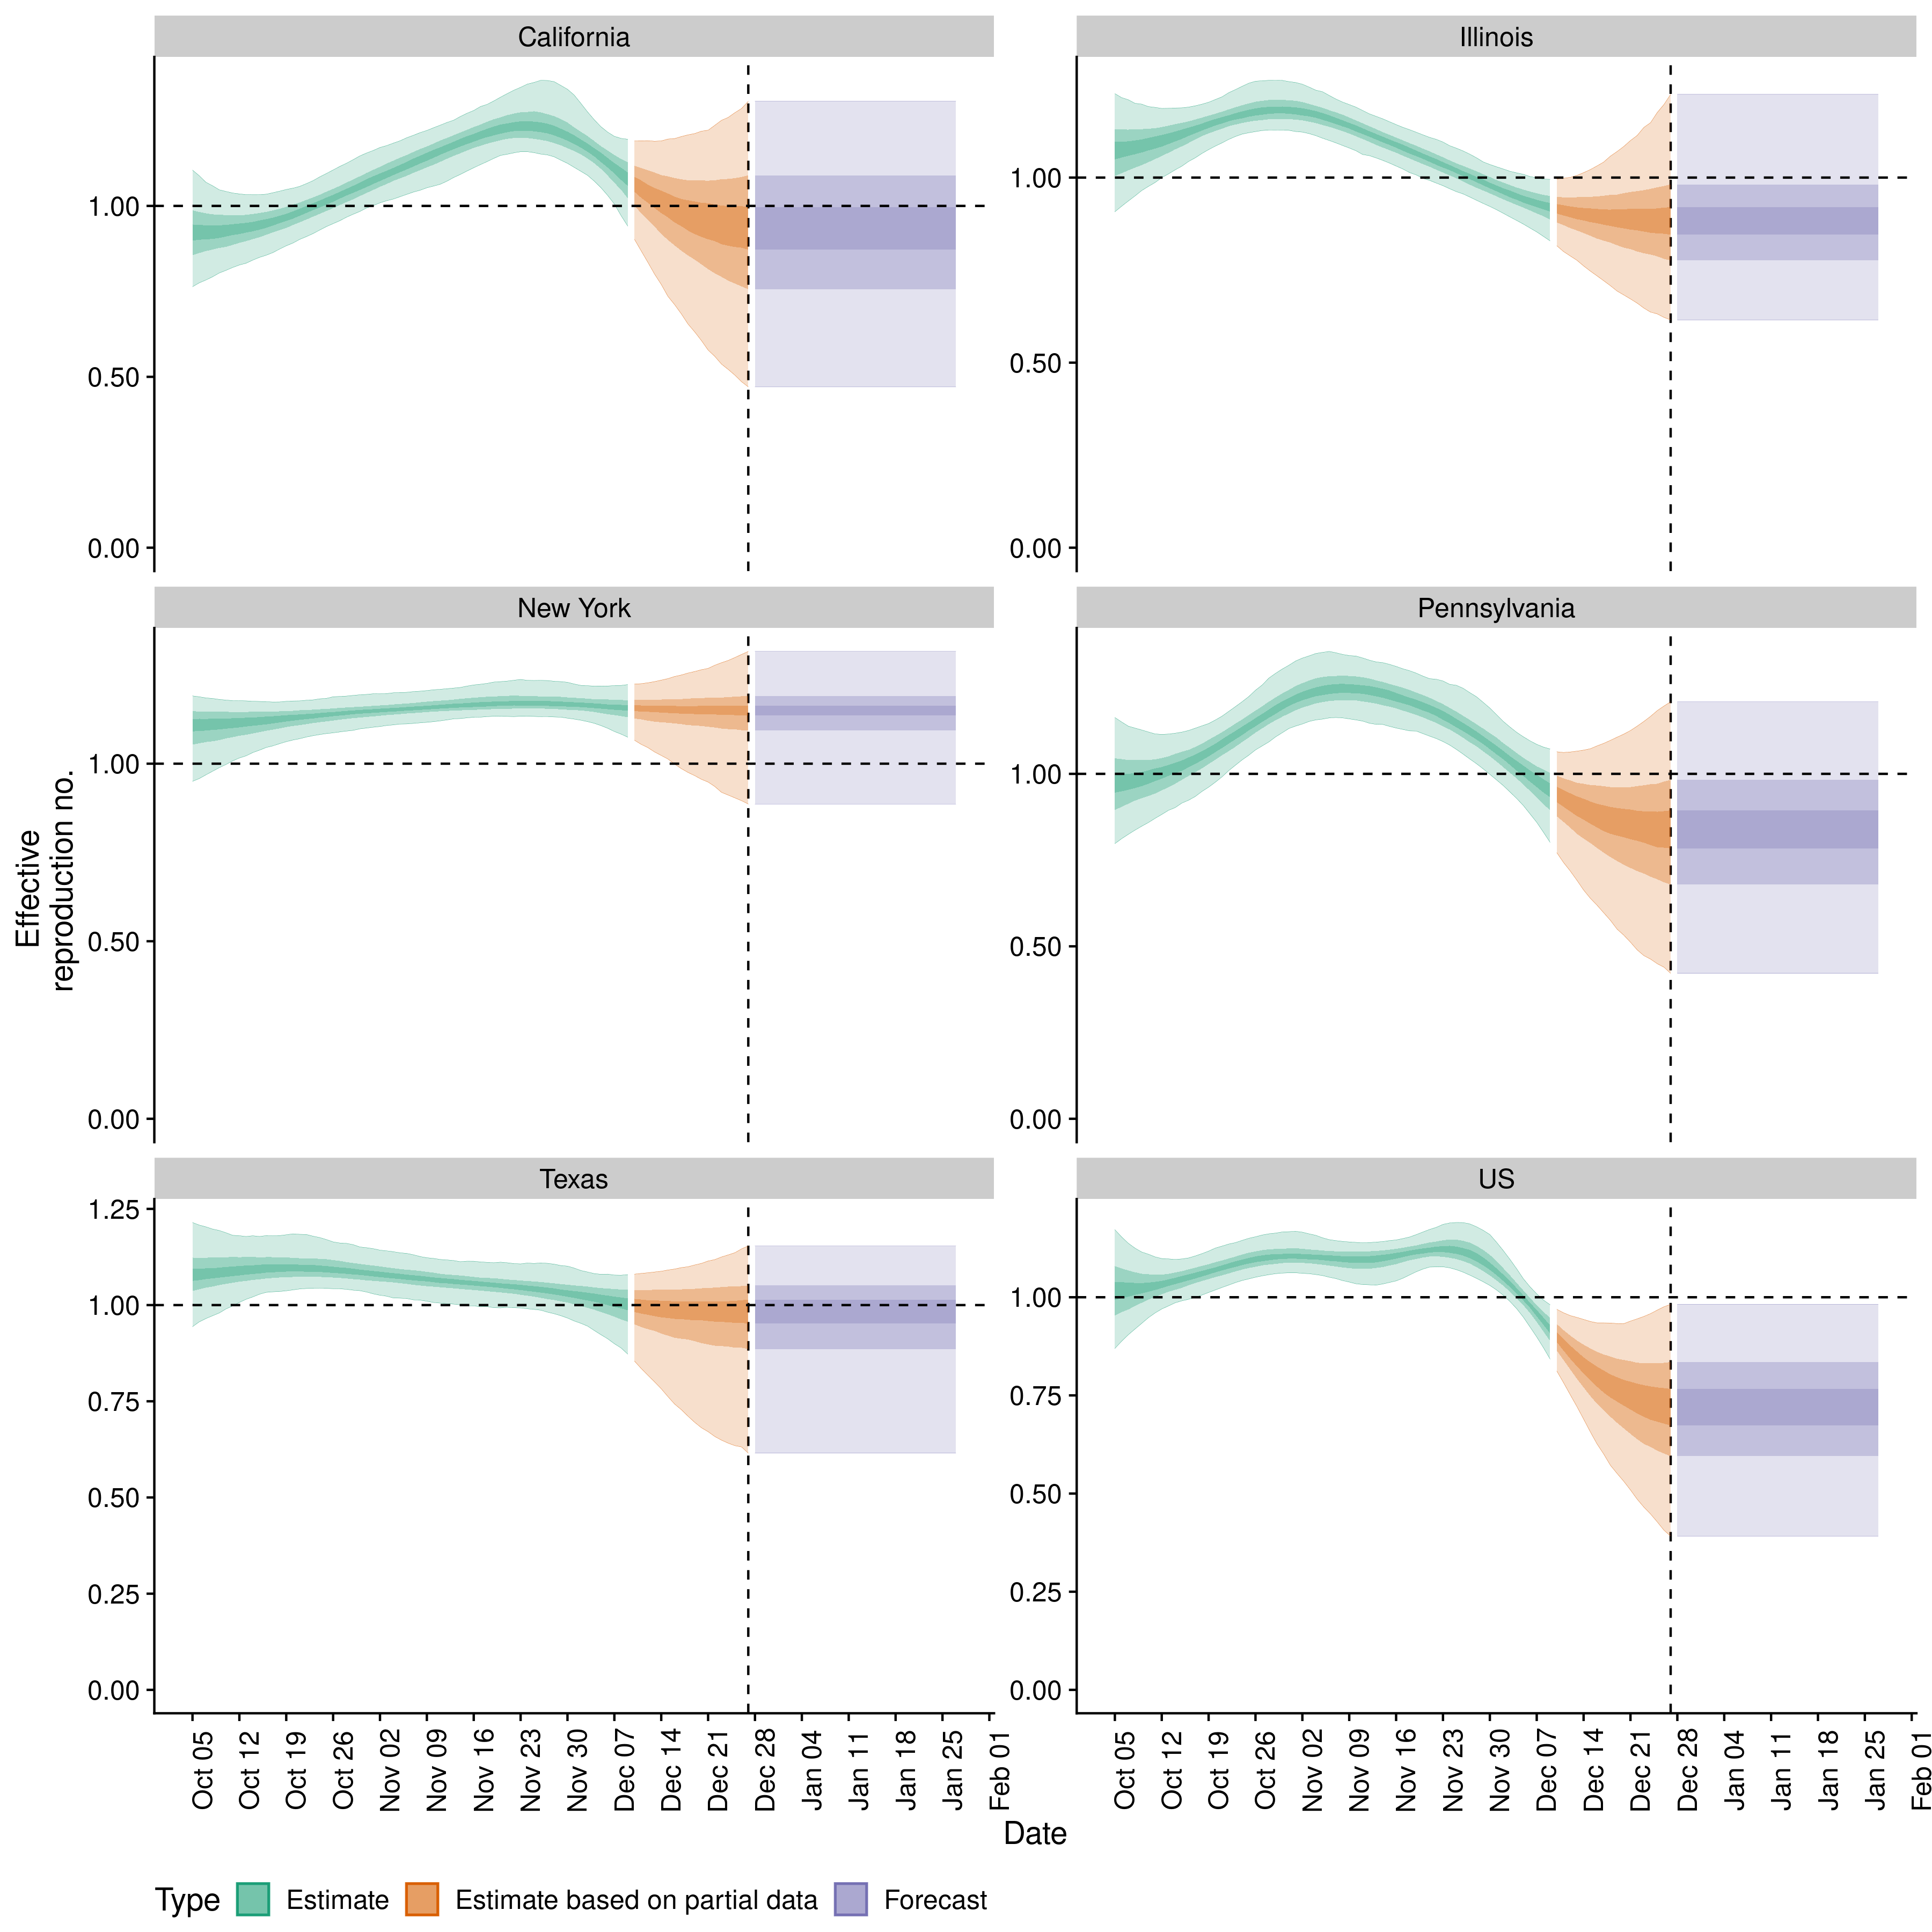 California
Illinois
1.00
0.50
0.00
1.00
0.50
0.00
New York
Pennsylvania
1.00
0.50
0.00
1.00
0.50
0.00
Effective
reproduction no.
Texas
US
1.25
1.00
0.75
0.50
0.25
0.00
1.00
0.75
0.50
0.25
0.00
Oct 05
Oct 12
Oct 19
Oct 26
Nov 02
Nov 09
Nov 16
Nov 23
Nov 30
Dec 07
Dec 14
Dec 21
Dec 28
Jan 04
Jan 11
Jan 18
Jan 25
Feb 01
Oct 05
Oct 12
Oct 19
Oct 26
Nov 02
Nov 09
Nov 16
Nov 23
Nov 30
Dec 07
Dec 14
Dec 21
Dec 28
Jan 04
Jan 11
Jan 18
Jan 25
Feb 01
Date
Type Estimate Estimate based on partial data Forecast